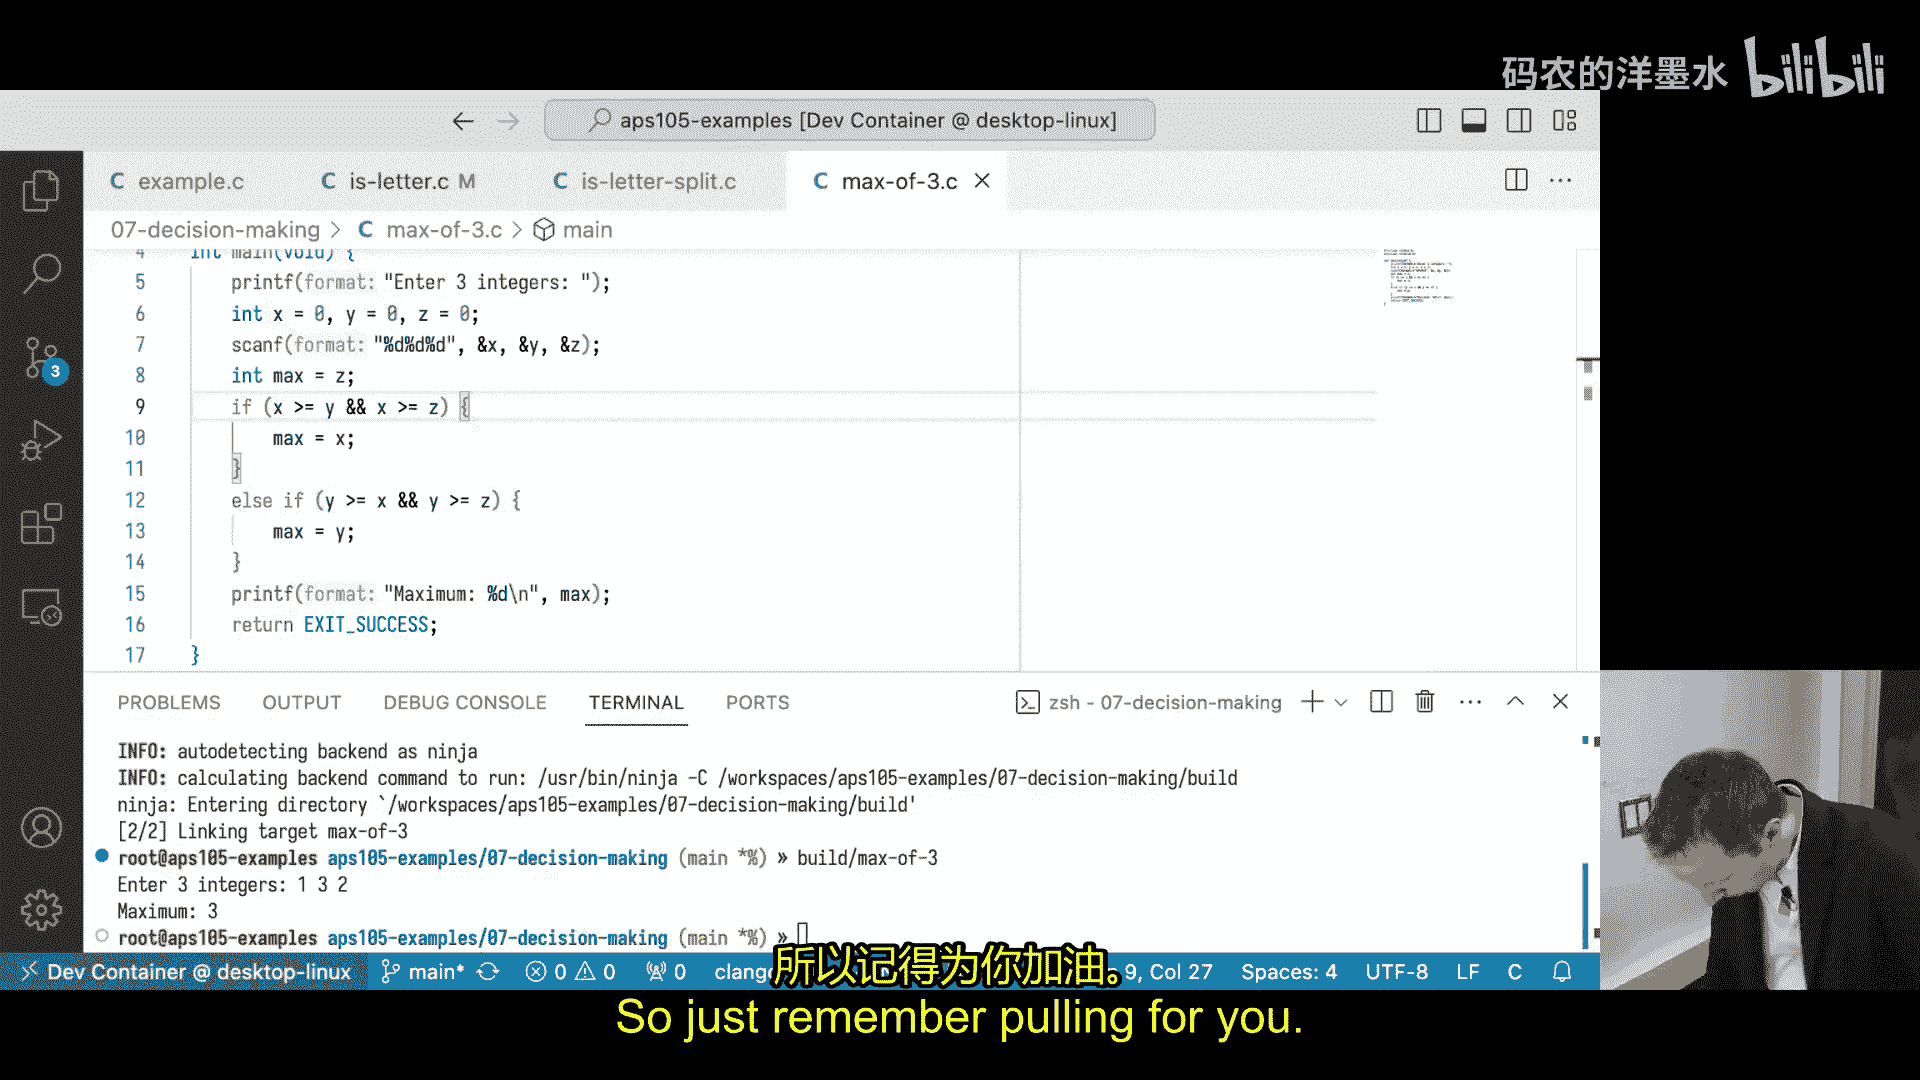 码农的洋墨水 bilibili
aps105-examples [Dev Container @ desktop-linux]
example.c
is-letter.c M
is-letter-split.c
max-of-3.c
07-decision-making > C max-of-3.c > main
4 int main(void) {
5 printf(format: "Enter 3 integers: ");
6 int x = 0, y = 0, z = 0;
7 scanf(format: "%d%d%d", &x, &y, &z);
8 int max = z;
9 if (x >= y && x >= z) {
10 max = x;
11 }
12 else if (y >= x && y >= z) {
13 max = y;
14 }
15 printf(format: "Maximum: %d\n", max);
16 return EXIT_SUCCESS;
17 }
3
PROBLEMS OUTPUT DEBUG CONSOLE TERMINAL PORTS
zsh - 07-decision-making
INFO: autodetecting backend as ninja
INFO: calculating backend command to run: /usr/bin/ninja -C /workspaces/aps105-examples/07-decision-making/build
ninja: Entering directory `/workspaces/aps105-examples/07-decision-making/build'
[2/2] Linking target max-of-3
root@aps105-examples aps105-examples/07-decision-making (main *%) » build/max-of-3
Enter 3 integers: 1 3 2
Maximum: 3
root@aps105-examples aps105-examples/07-decision-making (main *%) »
Dev Container @ desktop-linux main* 0 0 0 clang 9, Col 27 Spaces: 4 UTF-8 LF C
所以记得为你加油。
So just remember pulling for you.